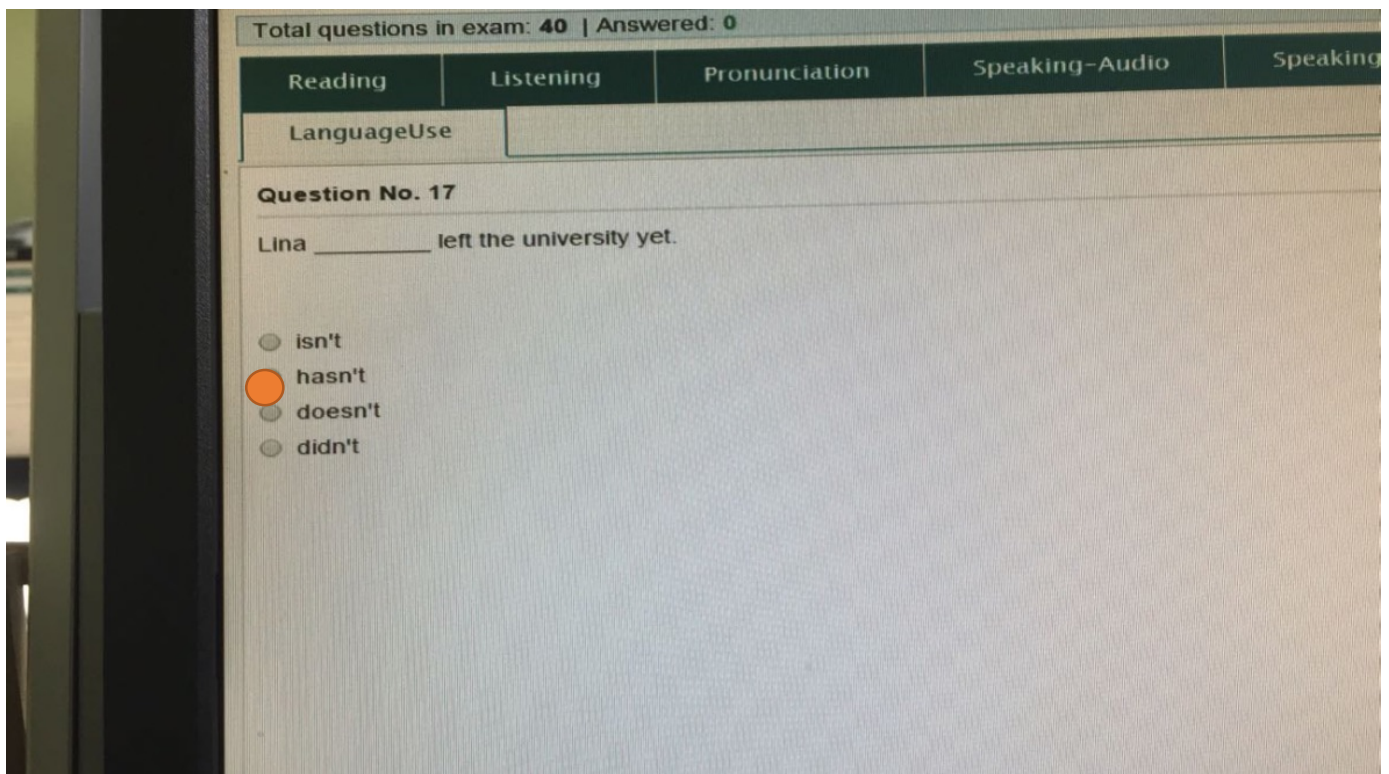 Total questions in exam: 40 | Answered: 0
Reading Listening Pronunciation Speaking-Audio Speaking
LanguageUse
Question No. 17
Lina _________ left the university yet.
isn't
hasn't
doesn't
didn't